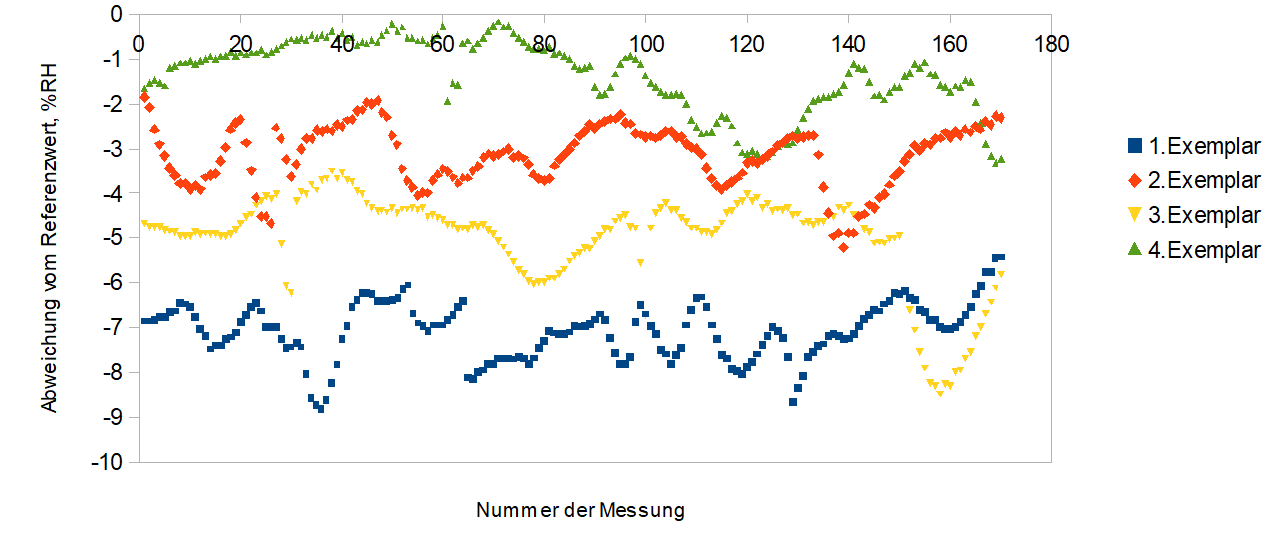 0
0 20 40 60 80 100 120 140 160 180
-1
-2
-3
-4
-5
-6
-7
-8
-9
-10
Abweichung vom Referenzwert, %RH
Nummer der Messung
1.Exemplar
2.Exemplar
3.Exemplar
4.Exemplar